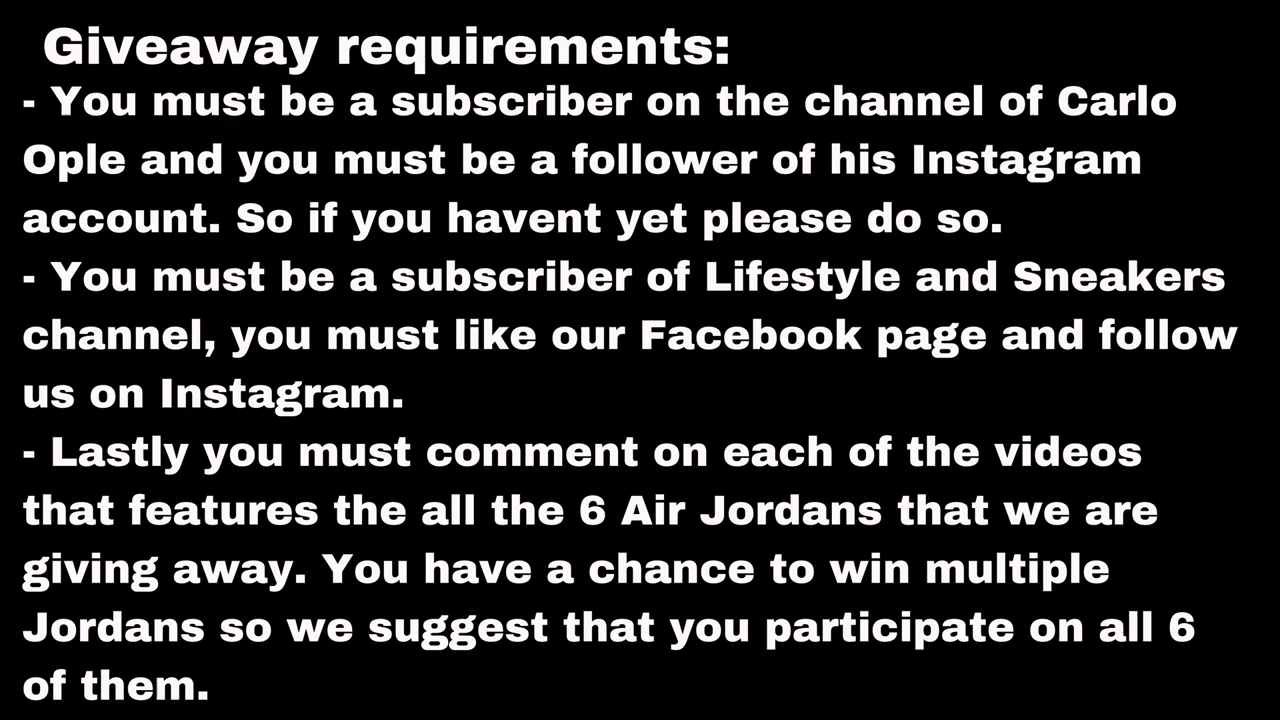 Giveaway requirements:
- You must be a subscriber on the channel of Carlo
Ople and you must be a follower of his Instagram
account. So if you havent yet please do so.
- You must be a subscriber of Lifestyle and Sneakers
channel, you must like our Facebook page and follow
us on Instagram.
- Lastly you must comment on each of the videos
that features the all the 6 Air Jordans that we are
giving away. You have a chance to win multiple
Jordans so we suggest that you participate on all 6
of them.